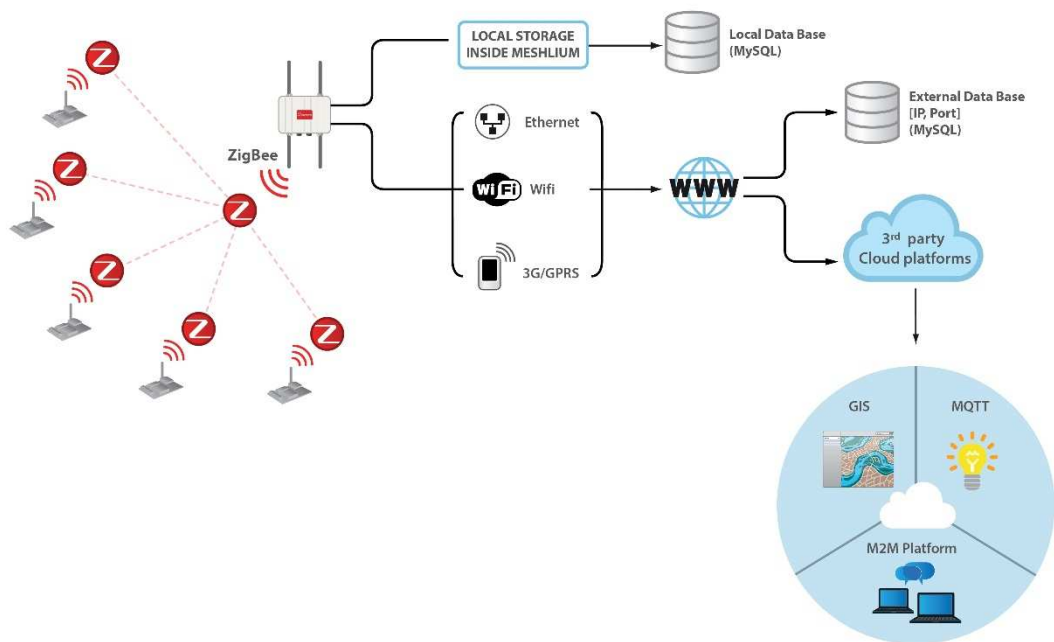 LOCAL STORAGE
INSIDE MESHLIUM
Local Data Base
(MySQL)
External Data Base
[IP, Port]
(MySQL)
Z
Z
Z
Z
Z
Z
ZigBee
Ethernet
WiFi
Wifi
3G/GPRS
WWW
3rd party
Cloud platforms
GIS
MQTT
M2M Platform